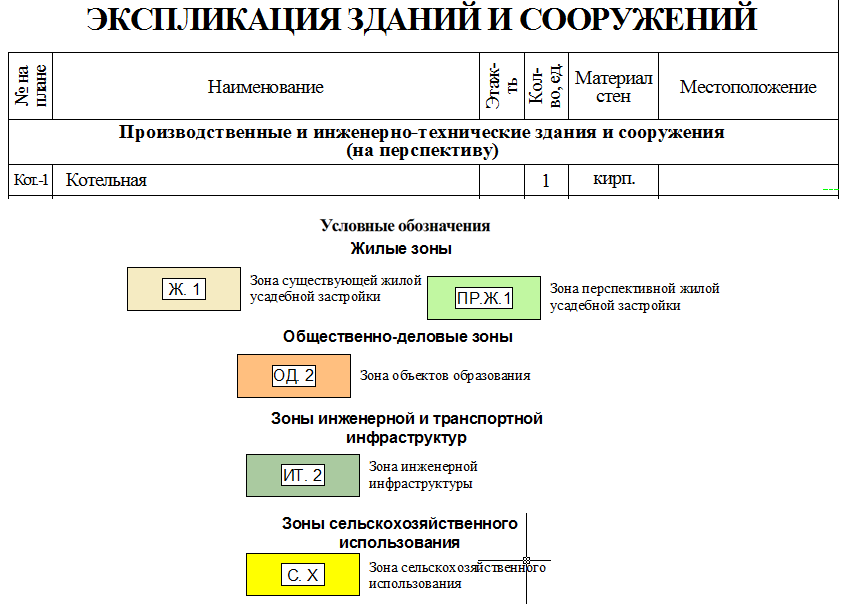 ЭКСПЛИКАЦИЯ ЗДАНИЙ И СООРУЖЕНИЙ
№ на
плане
Наименование
Этаж-
ть
Кол-
во, ед.
Материал
стен
Местоположение
Производственные и инженерно-технические здания и сооружения
(на перспективу)
Кот.-1
Котельная
1
кирп.
Условные обозначения
Жилые зоны
Ж. 1
Зона существующей жилой
усадебной застройки
ПР.Ж.1
Зона перспективной жилой
усадебной застройки
Общественно-деловые зоны
ОД. 2
Зона объектов образования
Зоны инженерной и транспортной
инфраструктур
ИТ. 2
Зона инженерной
инфраструктуры
Зоны сельскохозяйственного
использования
С. Х
Зона сельскохозяйственного
использования